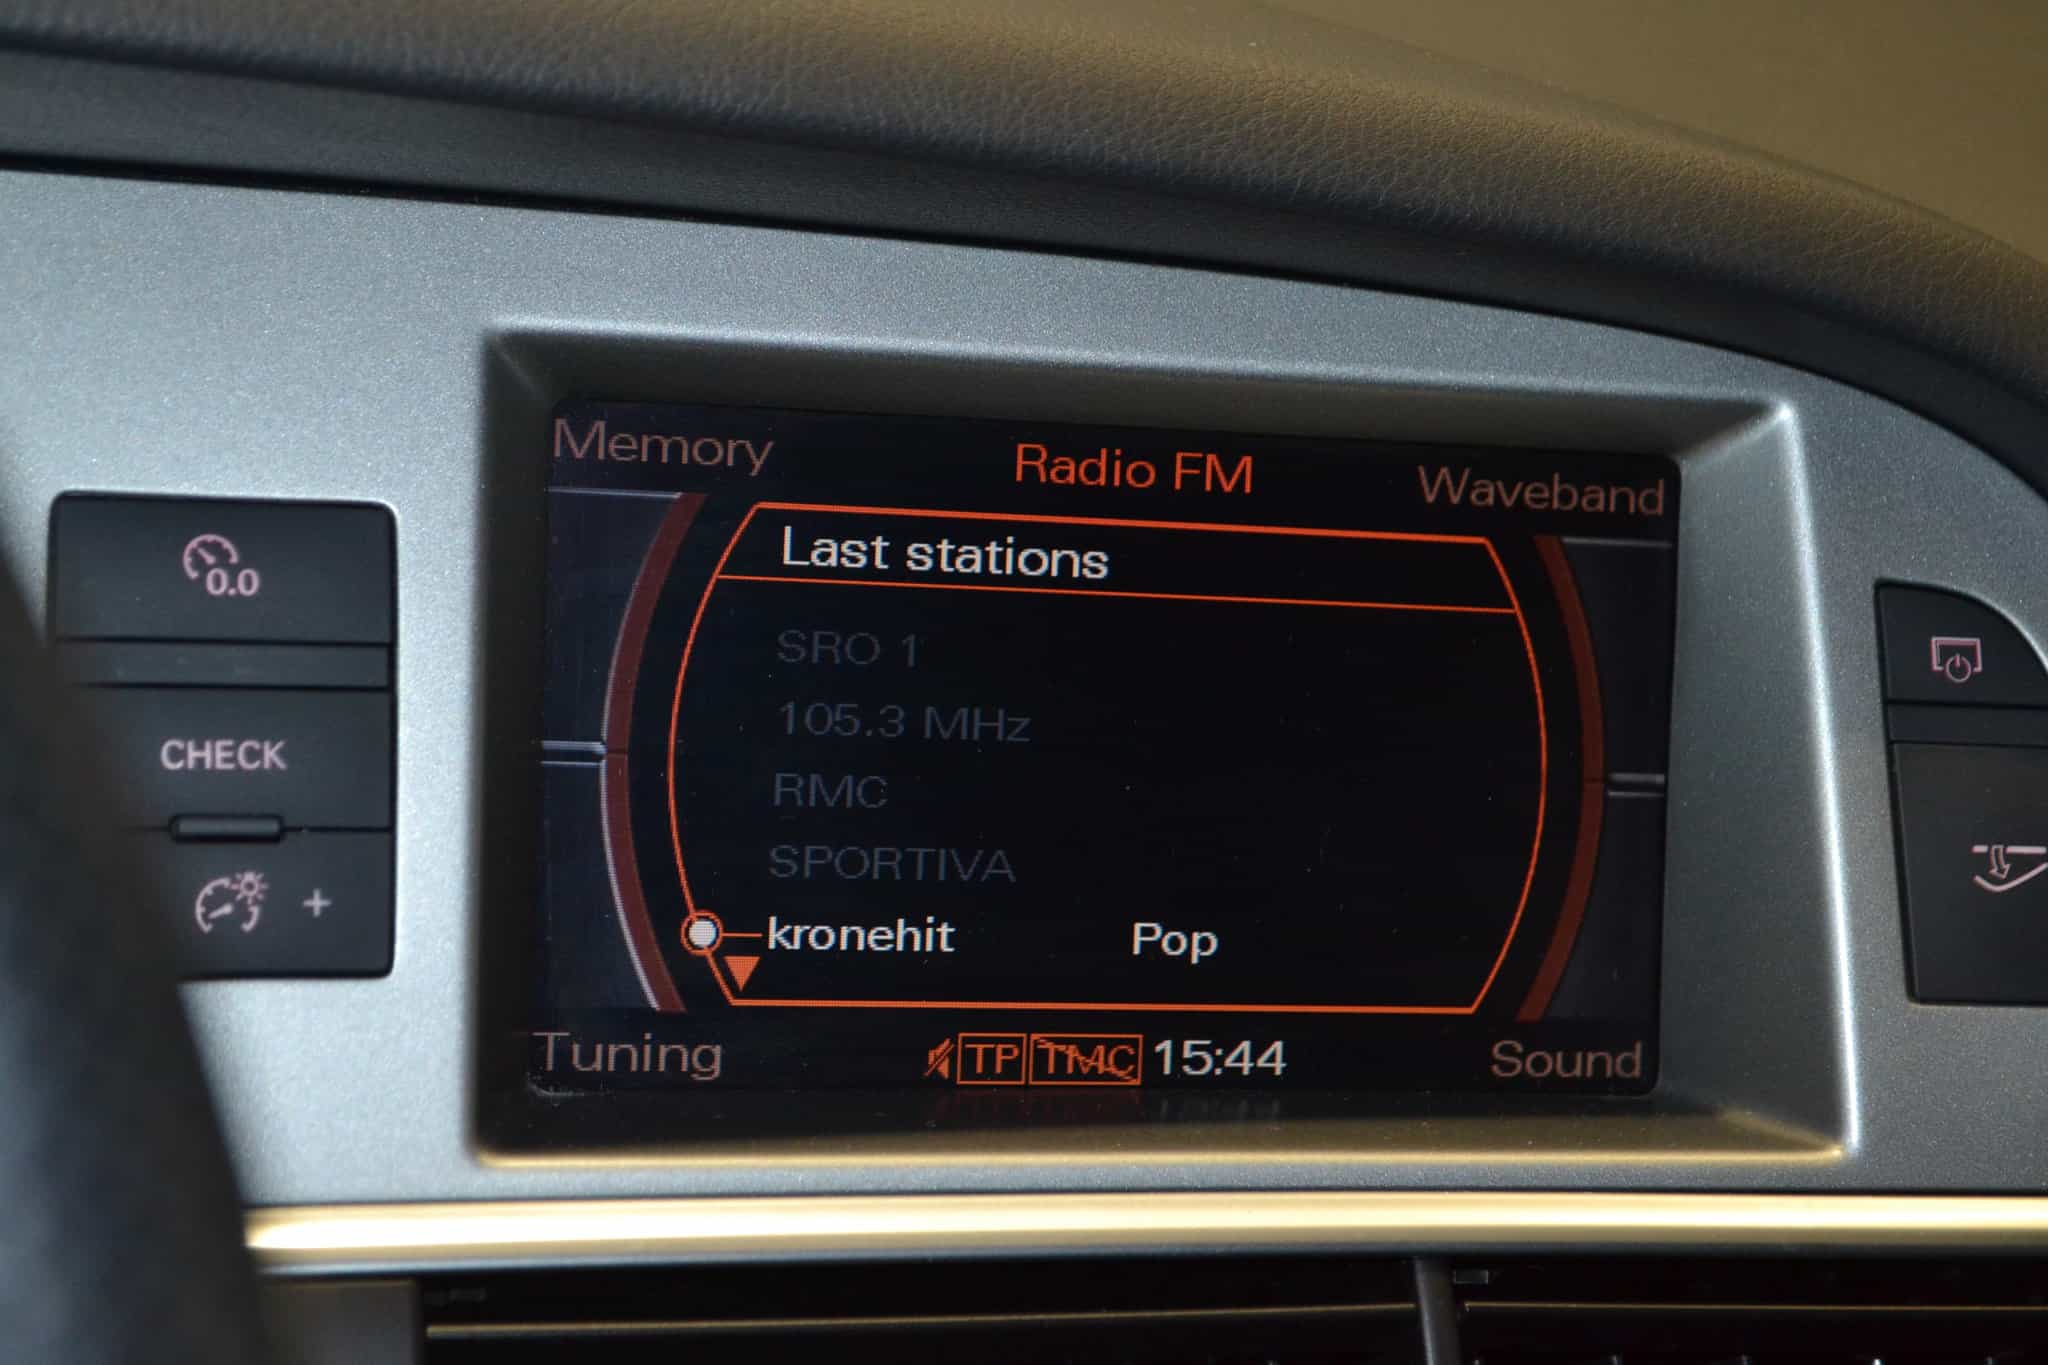 Memory
Radio FM
Waveband
Last stations
SRO 1
105.3 MHz
RMC
SPORTIVA
kronehit Pop
Tuning
TP TMC 15:44
Sound
0.0
CHECK
+